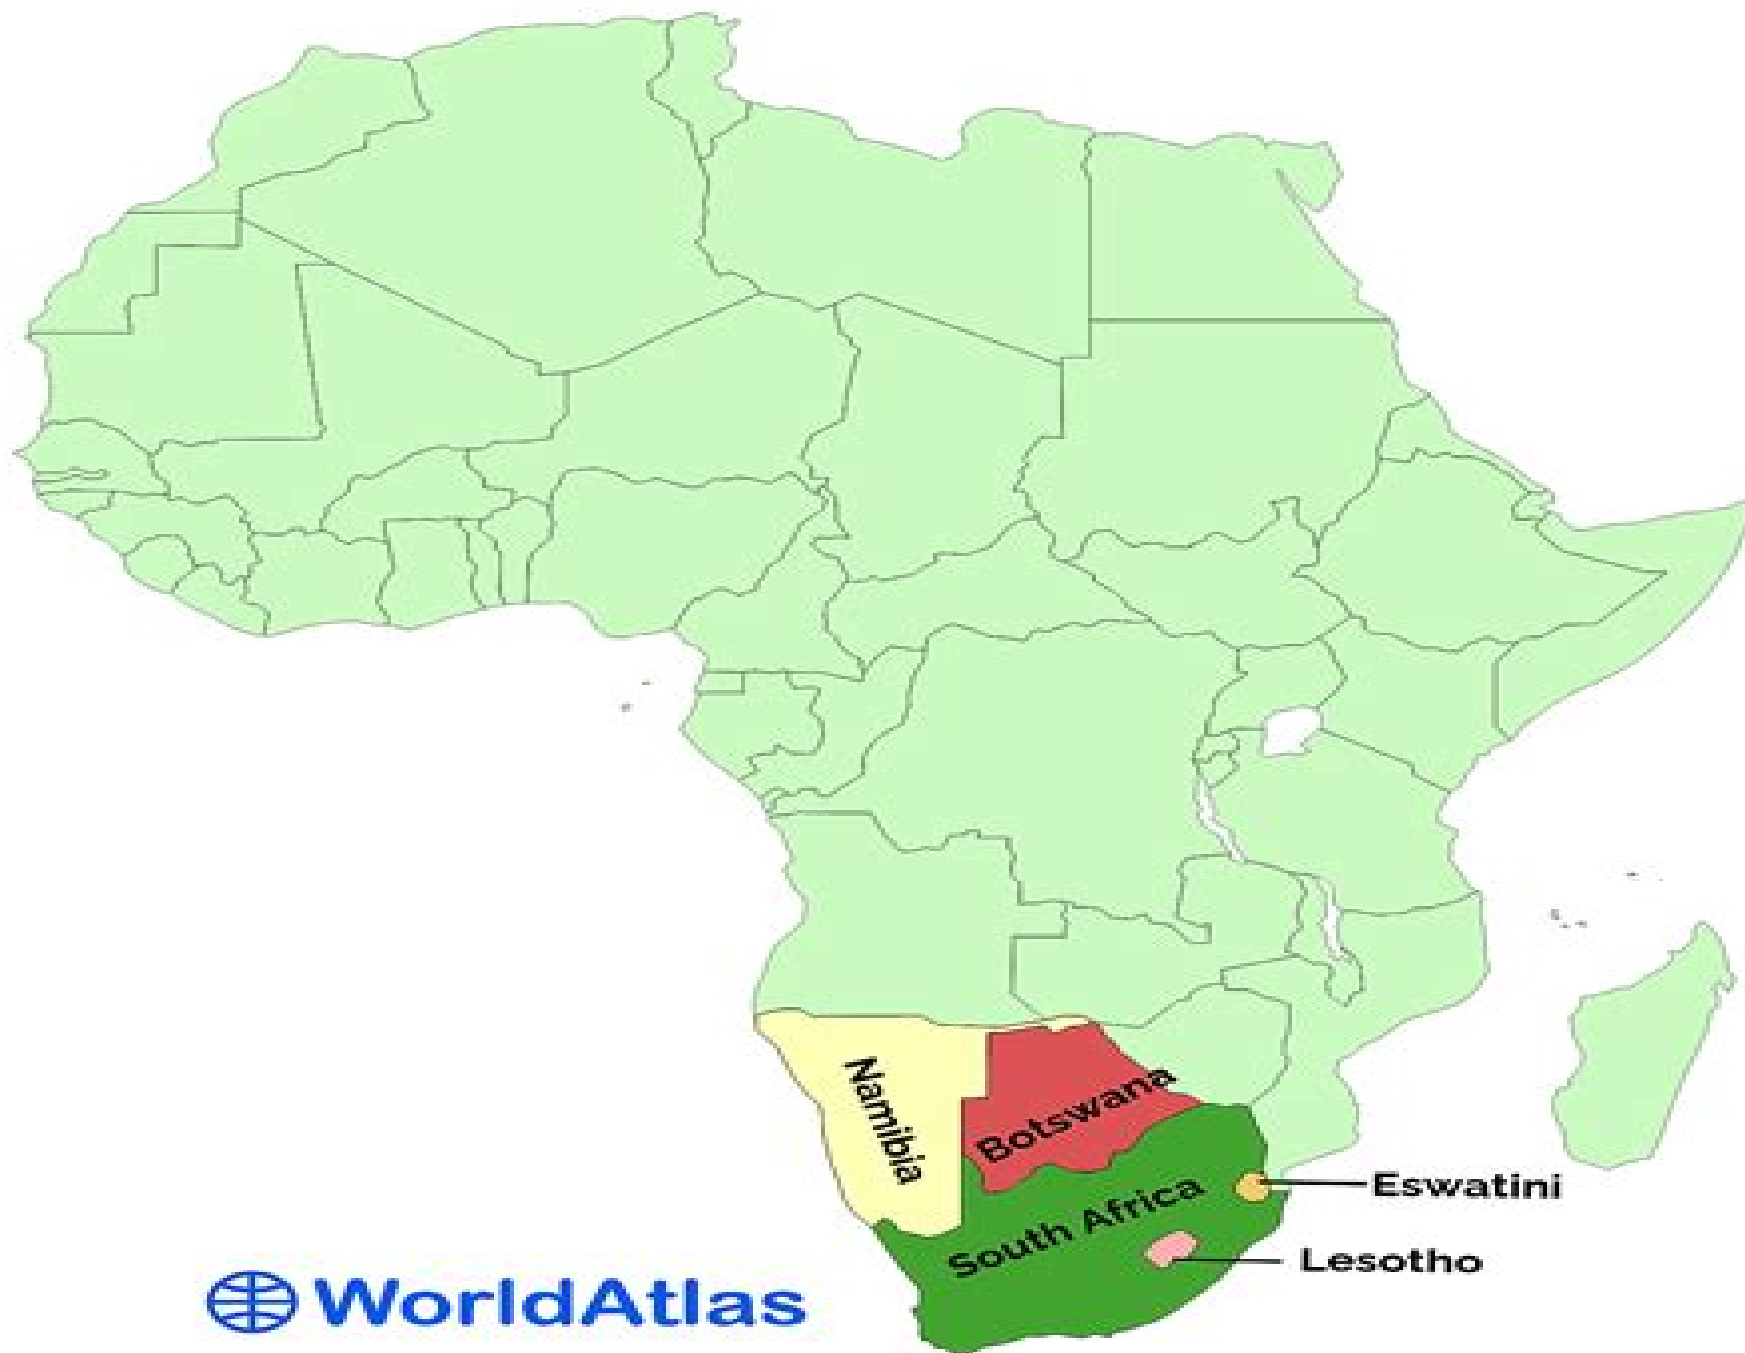 Namibia
Botswana
South Africa
Eswatini
Lesotho
WorldAtlas